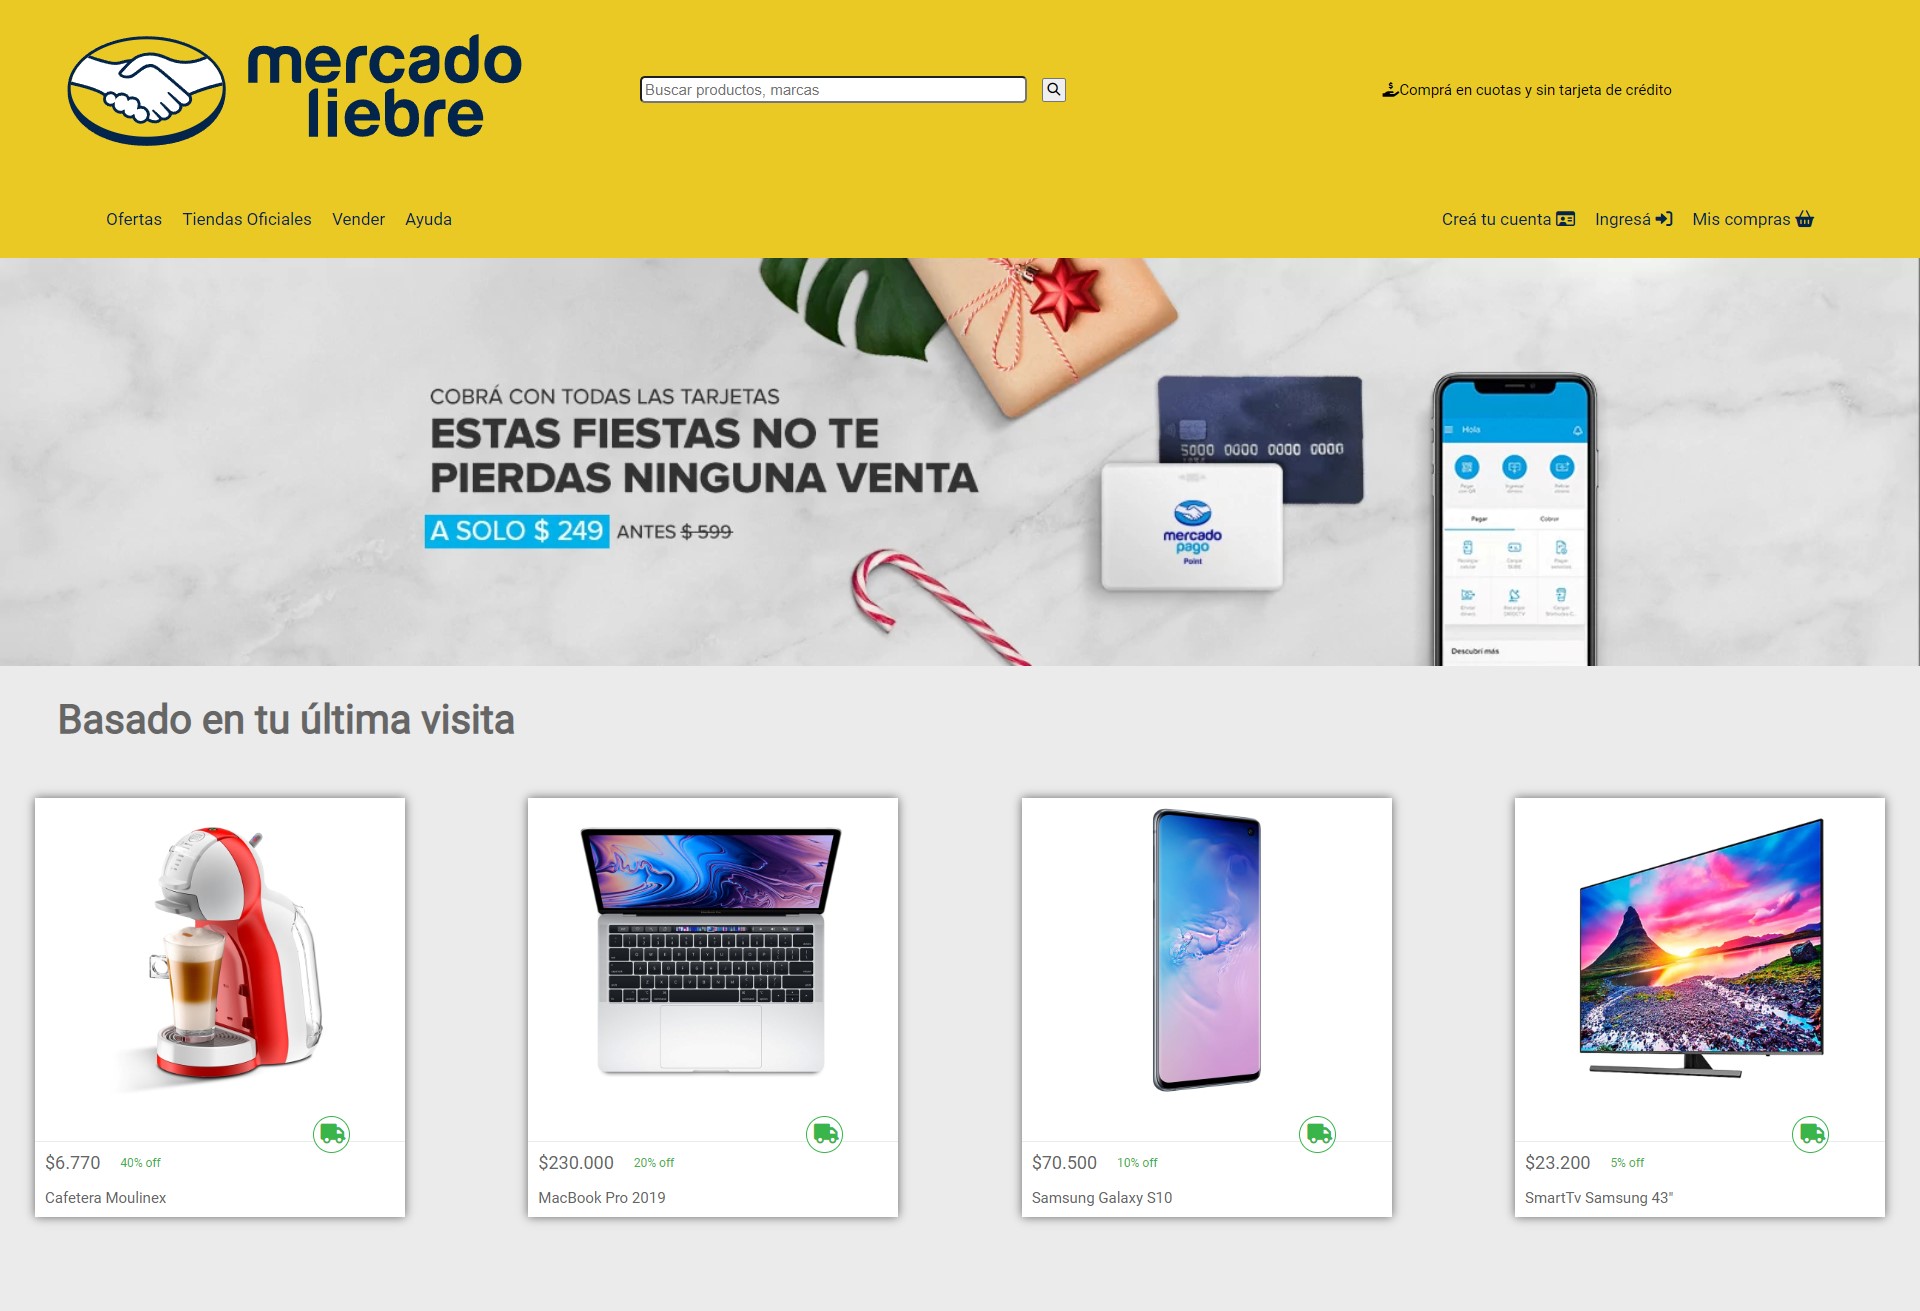 mercado
liebre
Buscar productos, marcas
Comprá en cuotas y sin tarjeta de crédito
Ofertas Tiendas Oficiales Vender Ayuda
Creá tu cuenta Ingresá Mis compras
COBRÁ CON TODAS LAS TARJETAS
ESTAS FIESTAS NO TE
PIERDAS NINGUNA VENTA
A SOLO $ 249 ANTES $ 599
5000 0000 0000 0000
mercado
pago
Point
Hola
Pagar Cobrar
Descubrí más
Basado en tu última visita
$6.770 40% off
Cafetera Moulinex
$230.000 20% off
MacBook Pro 2019
$70.500 10% off
Samsung Galaxy S10
$23.200 5% off
SmartTv Samsung 43"